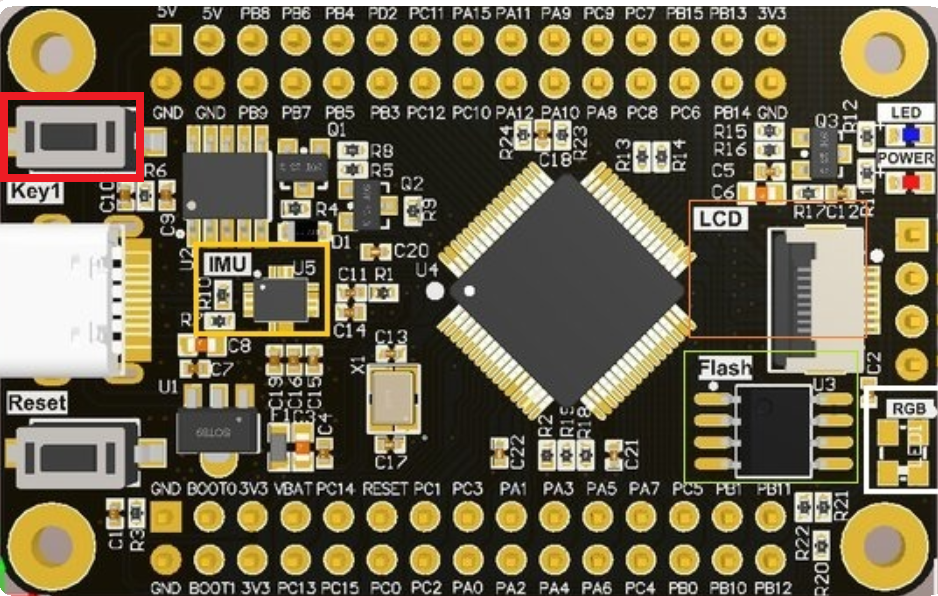 5V 5V PB8 PB6 PB4 PD2 PC11 PA15 PA11 PA9 PC9 PC7 PB15 PB13 3V3
GND GND PB9 PB7 PB5 PB3 PC12 PC10 PA12 PA10 PA8 PC8 PC6 PB14 GND
Key1
C10
R6
C9
U2
Q1
R8
R5
Q2
R4
R9
D1
C20
IMU
U5
R10
C11 R1
C14
C8
C7
U4
R24
C18
R23
R13
R14
R15
R16
C5
C6
Q3
R12
LED
POWER
R17 C12
LCD
Reset
U1
SOT89
C19
C16
C15
F1
C3
C4
X1
C13
C17
C22
R2
R18
C21
Flash
U3
C2
RGB
LED1
C1
R3
R22
R21
R20
GND BOOT0 3V3 VBAT PC14 RESET PC1 PC3 PA1 PA3 PA5 PA7 PC5 PB1 PB11
GND BOOT1 3V3 PC13 PC15 PC0 PC2 PA0 PA2 PA4 PA6 PC4 PB0 PB10 PB12